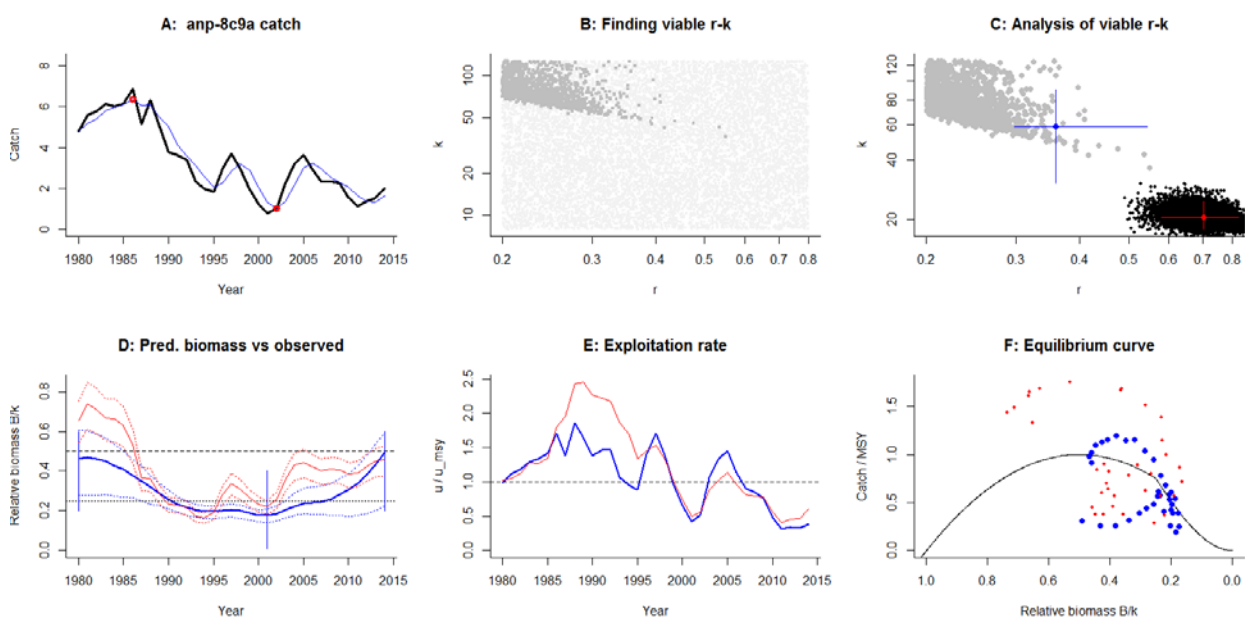 A: anp-8c9a catch
B: Finding viable r-k
C: Analysis of viable r-k
Catch
8
6
4
2
0
1980 1985 1990 1995 2000 2005 2010 2015
Year
k
100
50
20
10
0.2 0.3 0.4 0.5 0.6 0.7 0.8
r
k
120
80
60
40
20
0.2 0.3 0.4 0.5 0.6 0.7 0.8
r
D: Pred. biomass vs observed
E: Exploitation rate
F: Equilibrium curve
Relative biomass B/k
0.8
0.6
0.4
0.2
0.0
1980 1985 1990 1995 2000 2005 2010 2015
Year
u / u_msy
2.5
2.0
1.5
1.0
0.5
0.0
1980 1985 1990 1995 2000 2005 2010 2015
Year
Catch / MSY
1.5
1.0
0.5
0.0
1.0 0.8 0.6 0.4 0.2 0.0
Relative biomass B/k